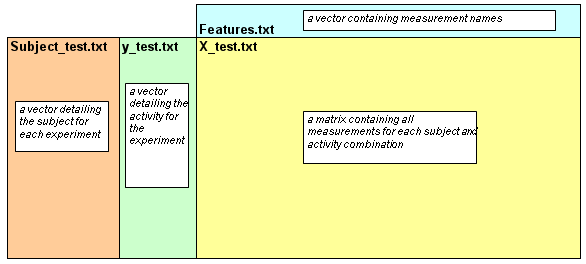 a vector containing measurement names
Features.txt
Subject_test.txt
y_test.txt
X_test.txt
a vector detailing
the subject for
each experiment
a vector
detailing the
activity for
the
experiment
a matrix containing all
measurements for each subject and
activity combination